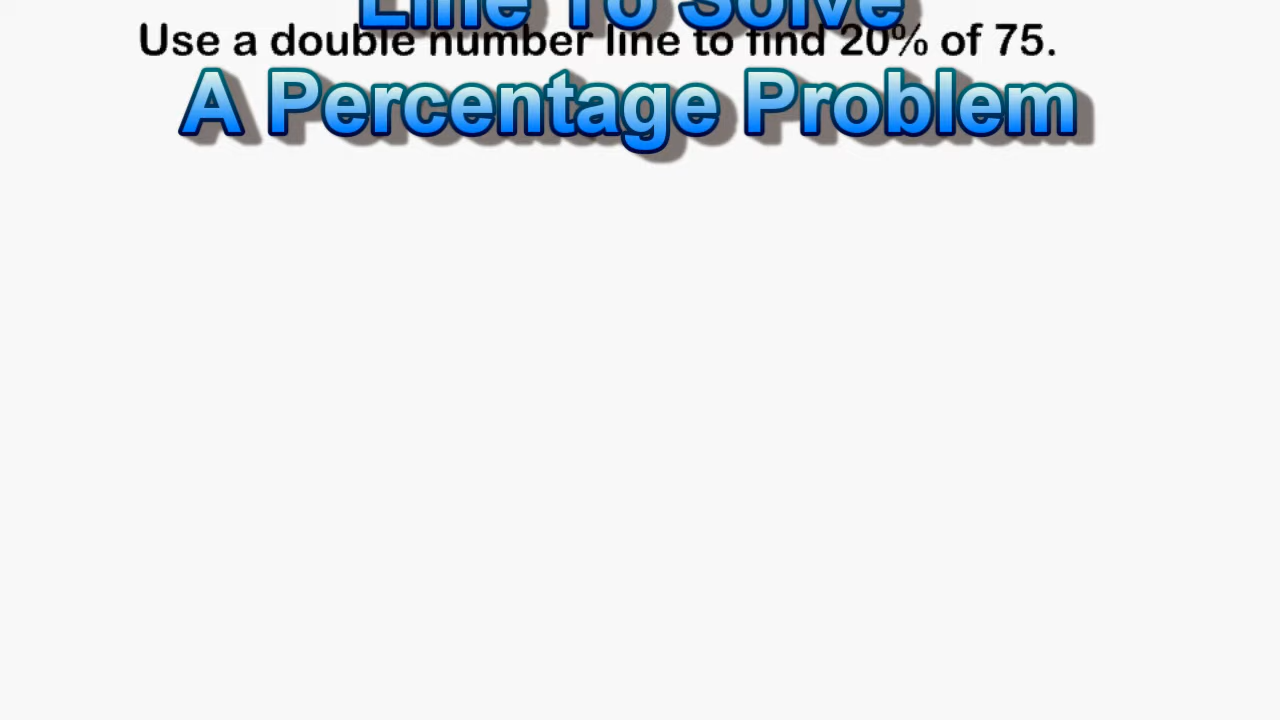 Line To Solve
Use a double number line to find 20% of 75.
A Percentage Problem